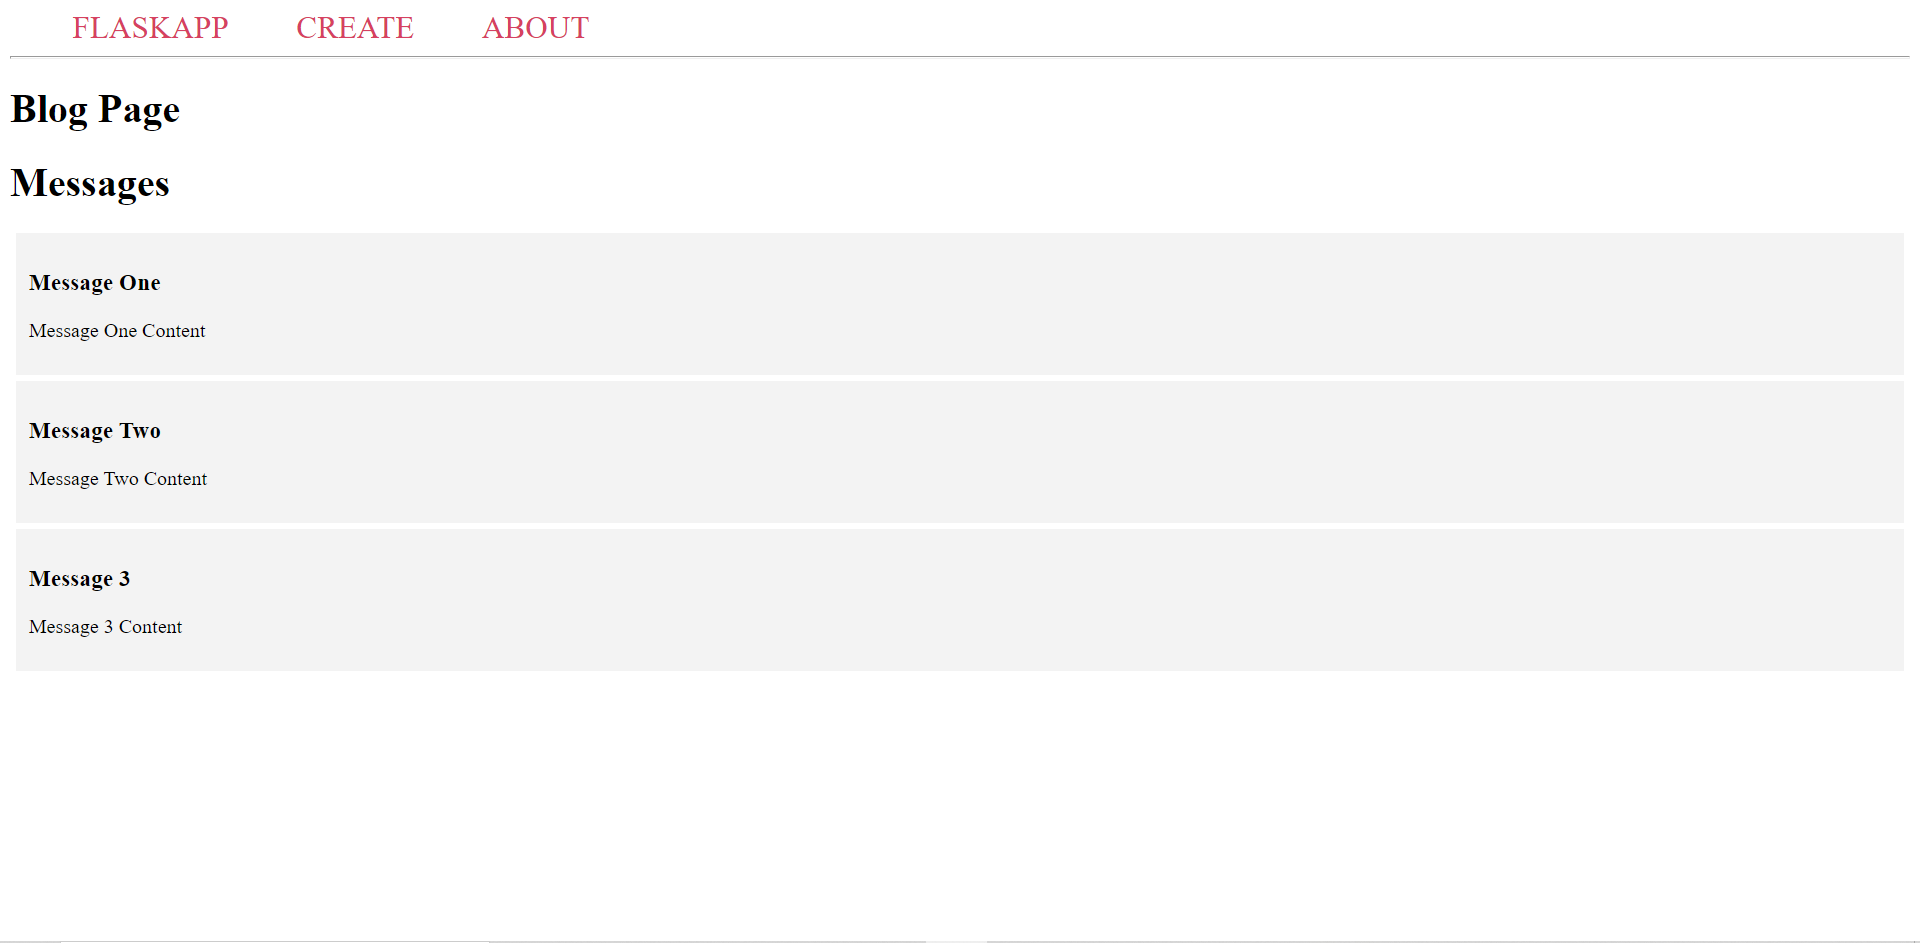 FLASKAPP CREATE ABOUT
Blog Page
Messages
Message One
Message One Content
Message Two
Message Two Content
Message 3
Message 3 Content